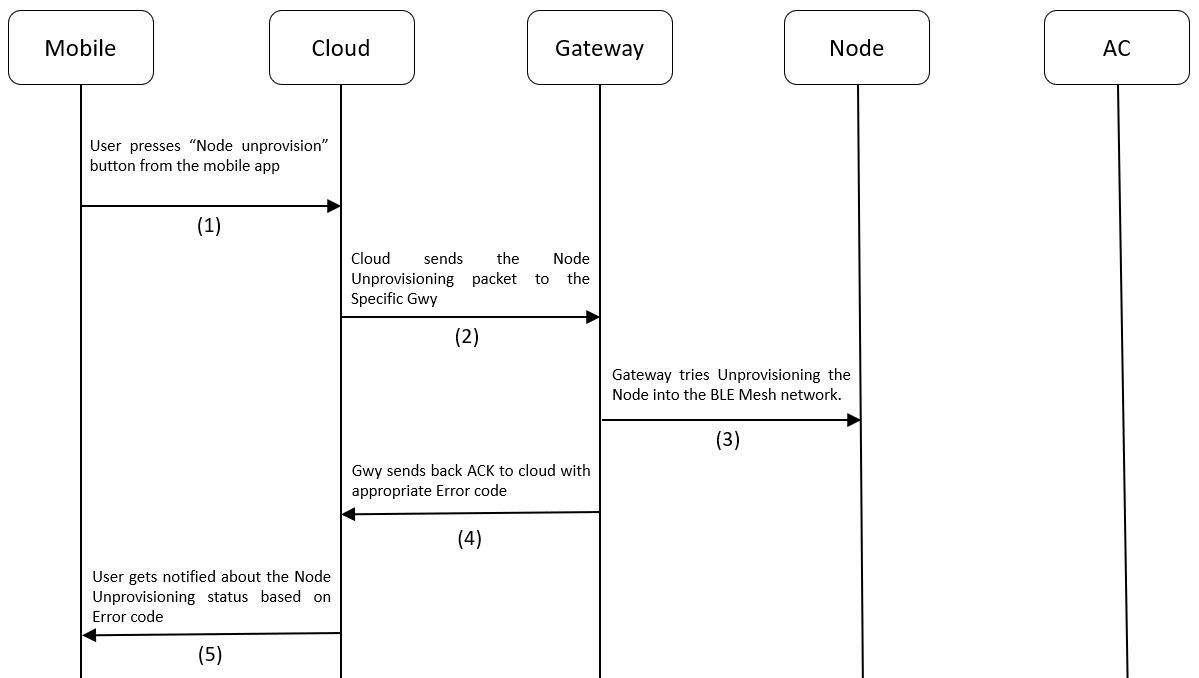 Mobile
Cloud
Gateway
Node
AC
User presses “Node unprovision”
button from the mobile app
(1)
Cloud sends the Node
Unprovisioning packet to the
Specific Gwy
(2)
Gateway tries Unprovisioning the
Node into the BLE Mesh network.
(3)
Gwy sends back ACK to cloud with
appropriate Error code
(4)
User gets notified about the Node
Unprovisioning status based on
Error code
(5)